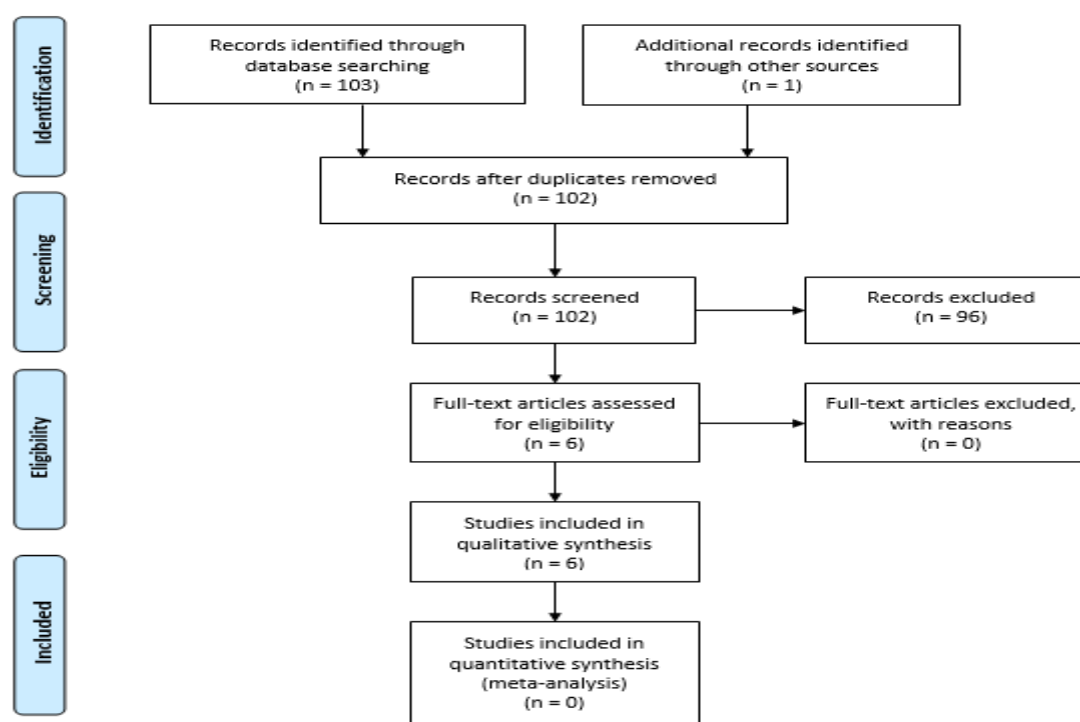 Identification
Records identified through
database searching
(n = 103)
Additional records identified
through other sources
(n = 1)
Records after duplicates removed
(n = 102)
Screening
Records screened
(n = 102)
Records excluded
(n = 96)
Eligibility
Full-text articles assessed
for eligibility
(n = 6)
Full-text articles excluded,
with reasons
(n = 0)
Studies included in
qualitative synthesis
(n = 6)
Included
Studies included in
quantitative synthesis
(meta-analysis)
(n = 0)